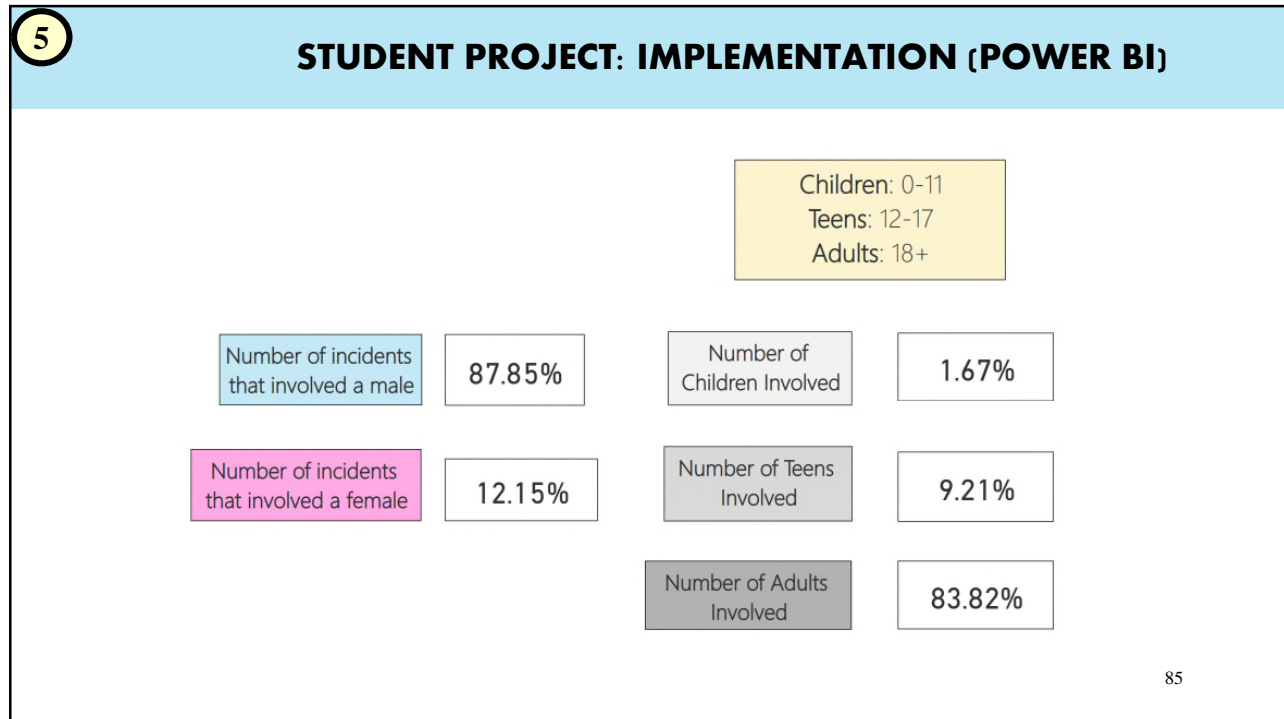 5
STUDENT PROJECT: IMPLEMENTATION (POWER BI)
Children: 0-11
Teens: 12-17
Adults: 18+
Number of incidents
that involved a male
87.85%
Number of incidents
that involved a female
12.15%
Number of
Children Involved
1.67%
Number of Teens
Involved
9.21%
Number of Adults
Involved
83.82%
85